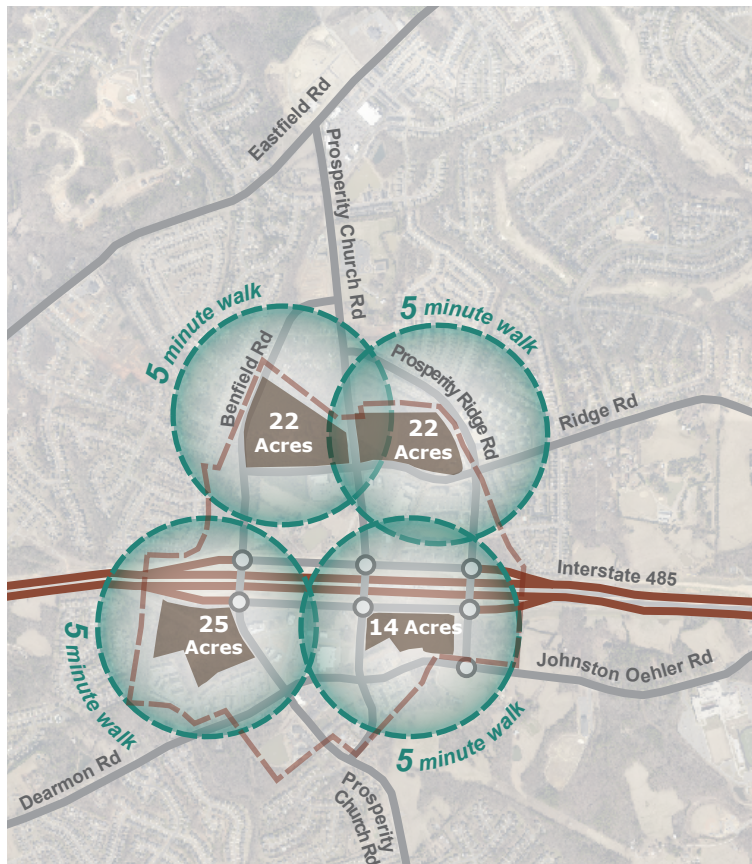 Eastfield Rd
Prosperity Church Rd
5 minute walk
5 minute walk
Benfield Rd
Prosperity Ridge Rd
Ridge Rd
22
Acres
22
Acres
Interstate 485
25
Acres
14 Acres
5 minute walk
Johnston Oehler Rd
5 minute walk
Dearmon Rd
Prosperity
Church Rd